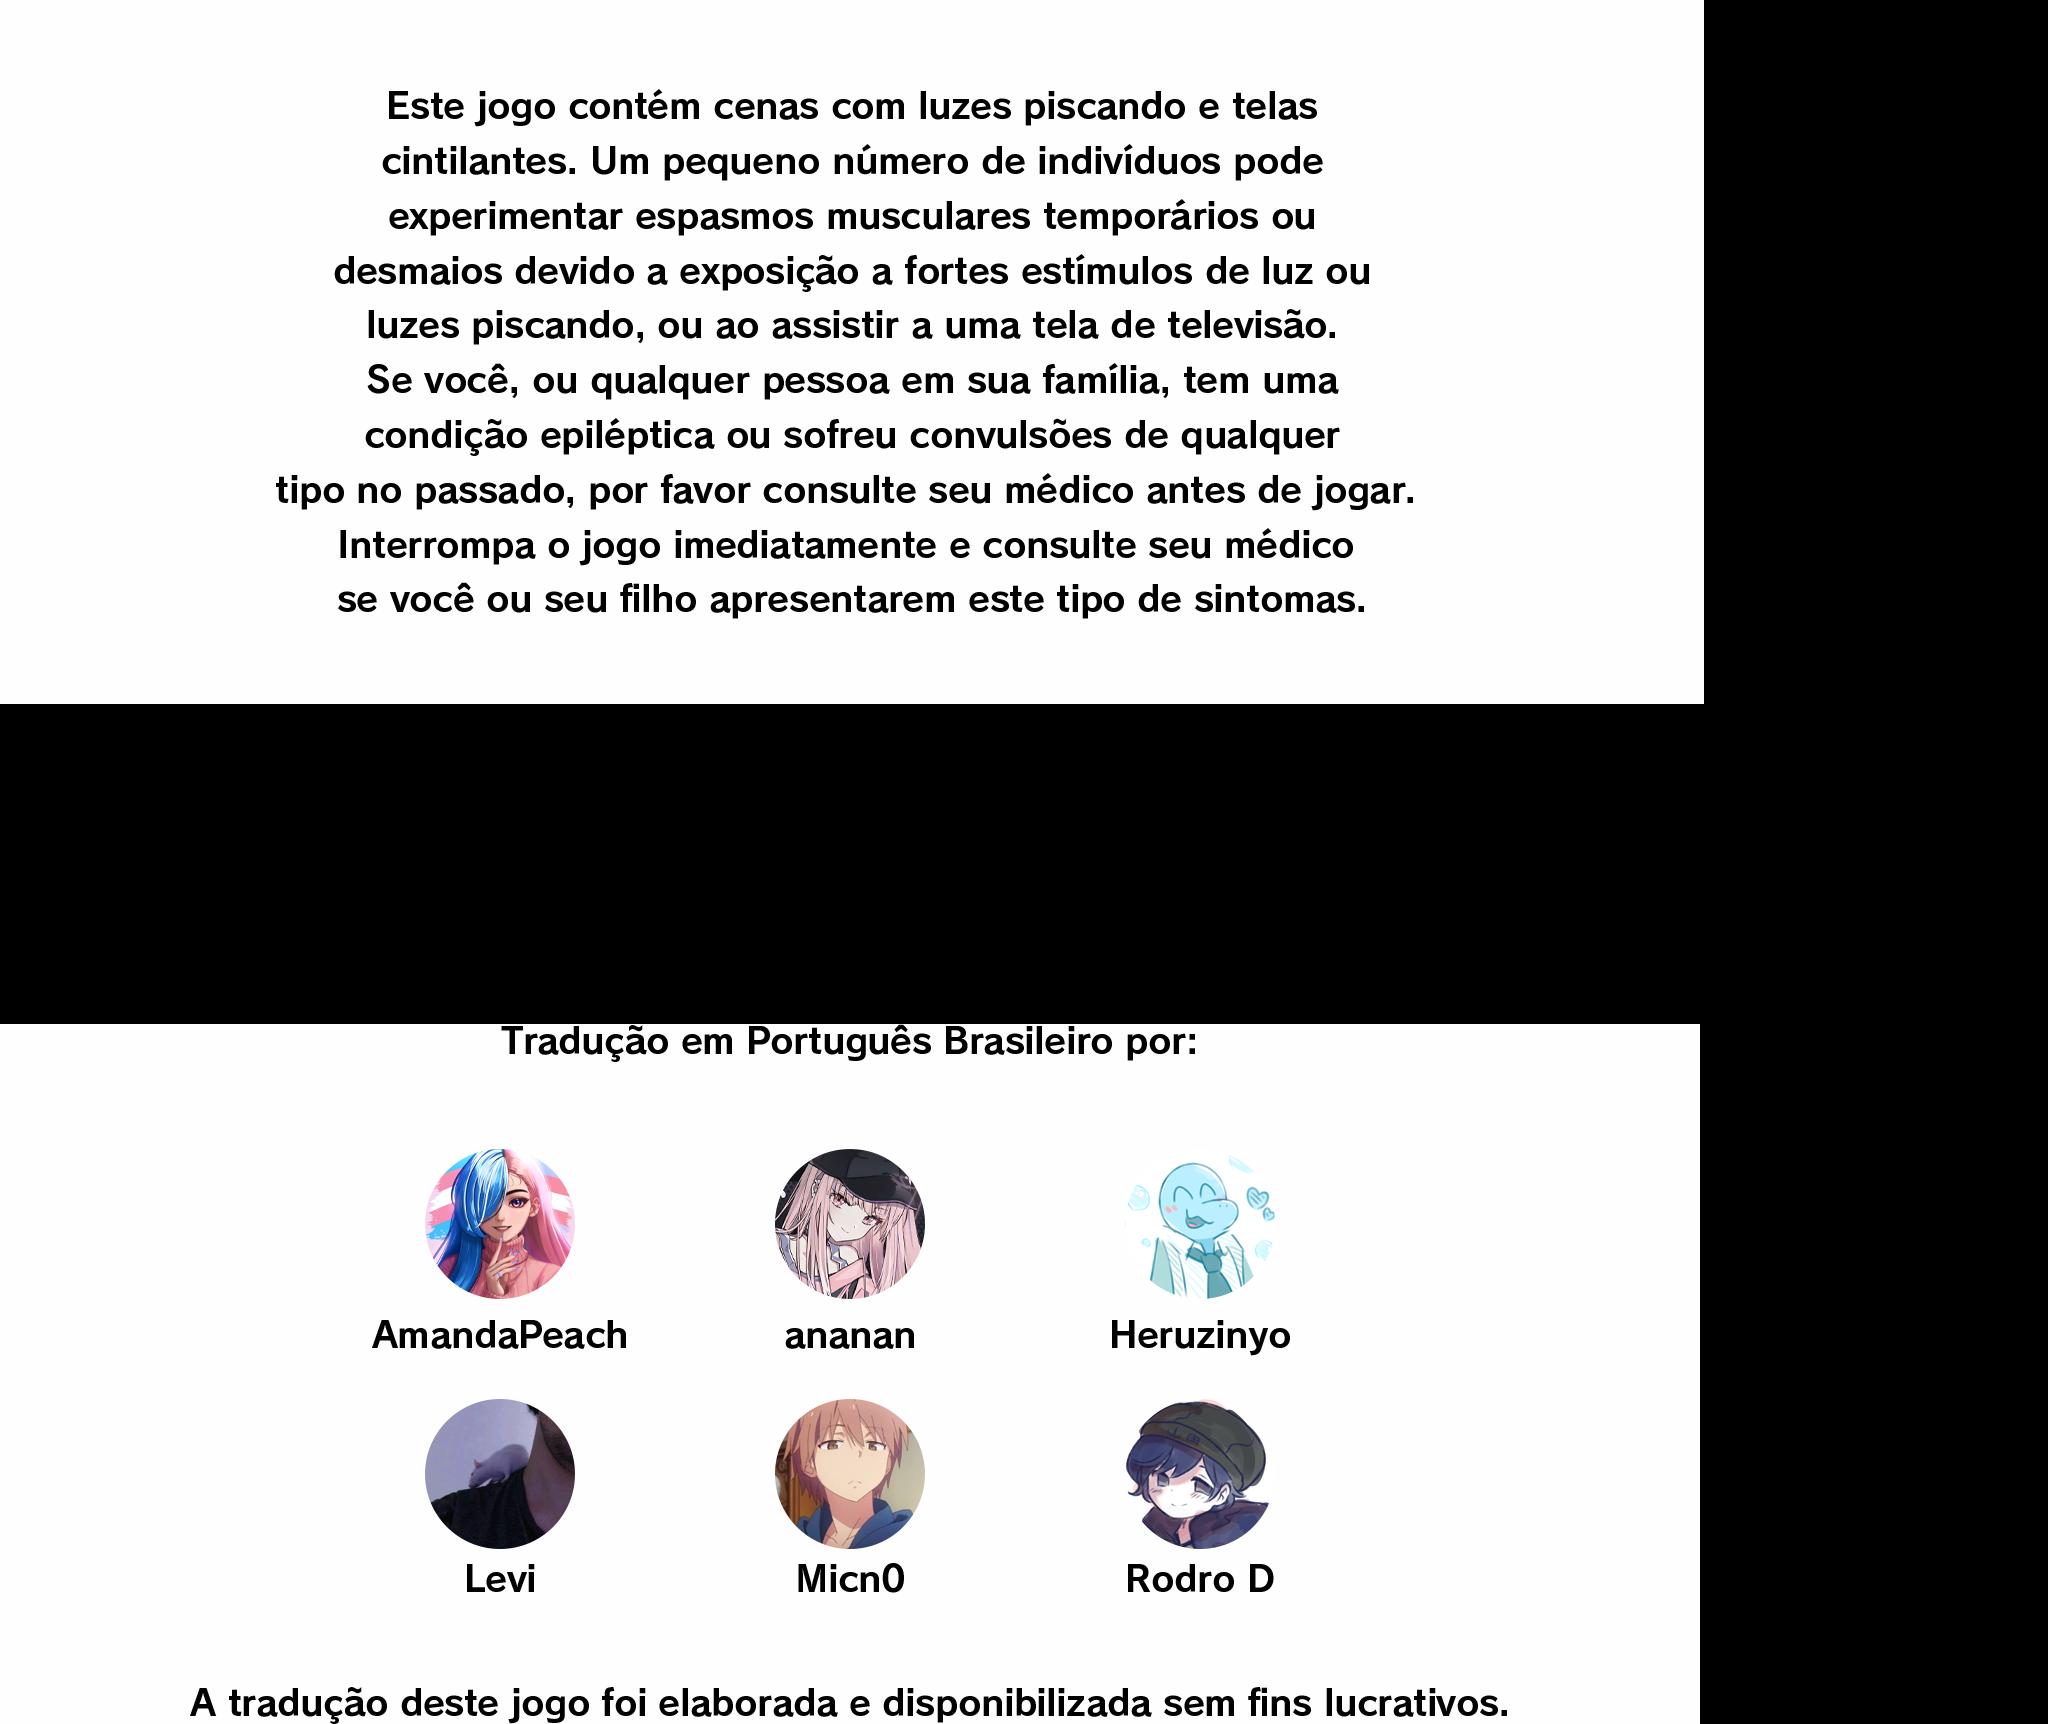 Este jogo contém cenas com luzes piscando e telas
cintilantes. Um pequeno número de indivíduos pode
experimentar espasmos musculares temporários ou
desmaios devido a exposição a fortes estímulos de luz ou
luzes piscando, ou ao assistir a uma tela de televisão.
Se você, ou qualquer pessoa em sua família, tem uma
condição epiléptica ou sofreu convulsões de qualquer
tipo no passado, por favor consulte seu médico antes de jogar.
Interrompa o jogo imediatamente e consulte seu médico
se você ou seu filho apresentarem este tipo de sintomas.
Tradução em Português Brasileiro por:
AmandaPeach ananan Heruzinyo
Levi Micn0 Rodro D
A tradução deste jogo foi elaborada e disponibilizada sem fins lucrativos.